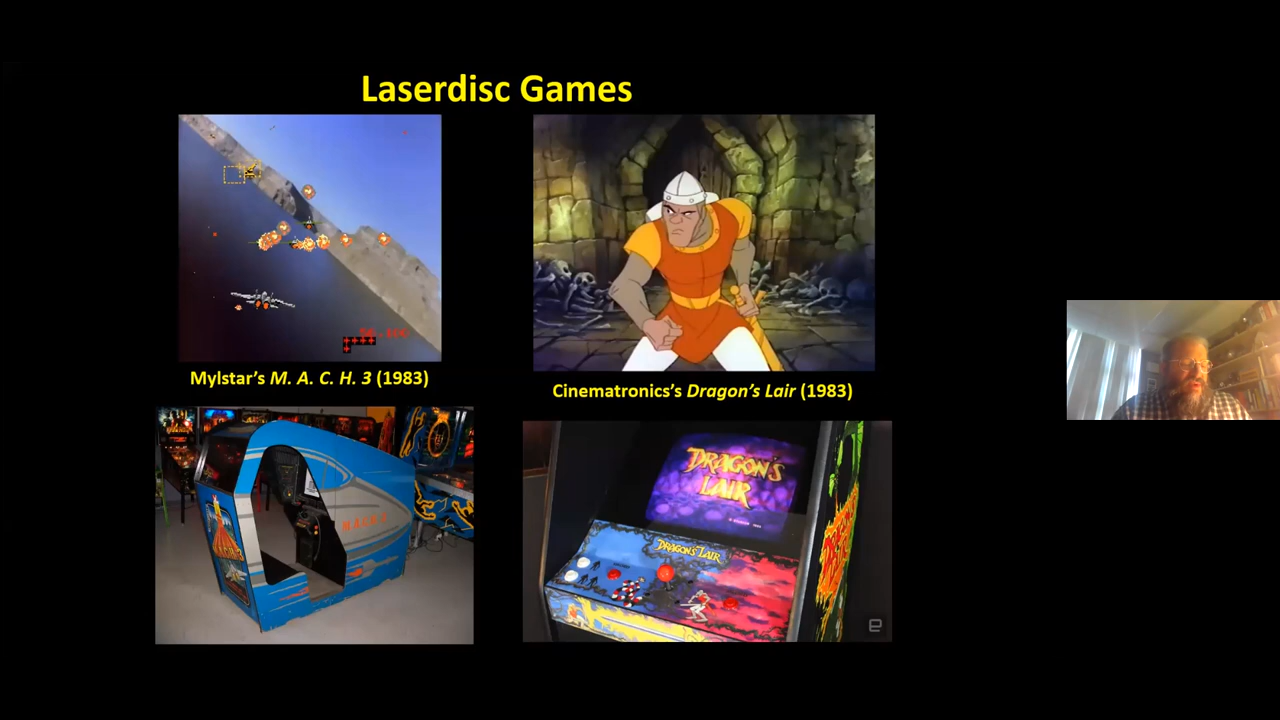 Laserdisc Games
Mylstar's M. A. C. H. 3 (1983)
Cinematronics's Dragon's Lair (1983)
DRAGON'S
LAIR
DRAGON'S LAIR